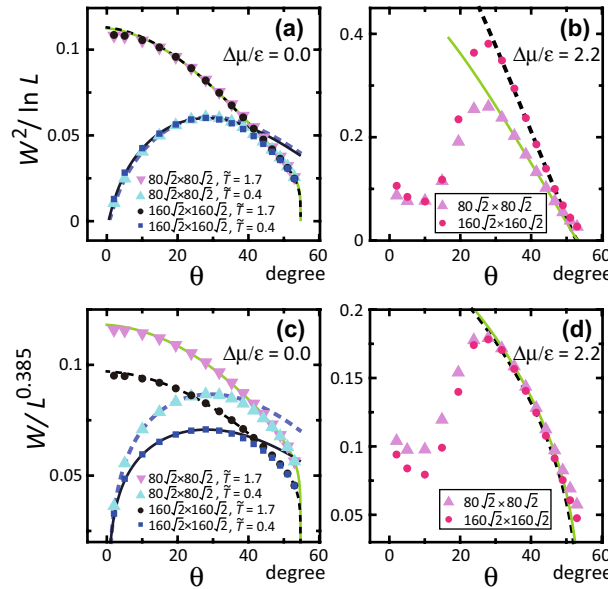 (a)
Δμ/ε = 0.0
W²/ ln L
0.1
0.05
0
80√2×80√2 , T̃ = 1.7
80√2×80√2 , T̃ = 0.4
160√2×160√2 , T̃ = 1.7
160√2×160√2 , T̃ = 0.4
0 20 40 60
θ degree
(b)
Δμ/ε = 2.2
0.4
0.2
0
80√2 ×80√2
160√2 ×160√2
0 20 40 60
θ degree
(c)
Δμ/ε = 0.0
W/ L^0.385
0.1
0.05
80√2×80√2 , T̃ = 1.7
80√2×80√2 , T̃ = 0.4
160√2×160√2 , T̃ = 1.7
160√2×160√2 , T̃ = 0.4
0 20 40 60
θ degree
(d)
Δμ/ε = 2.2
0.2
0.15
0.1
0.05
80√2 ×80√2
160√2 ×160√2
0 20 40 60
θ degree